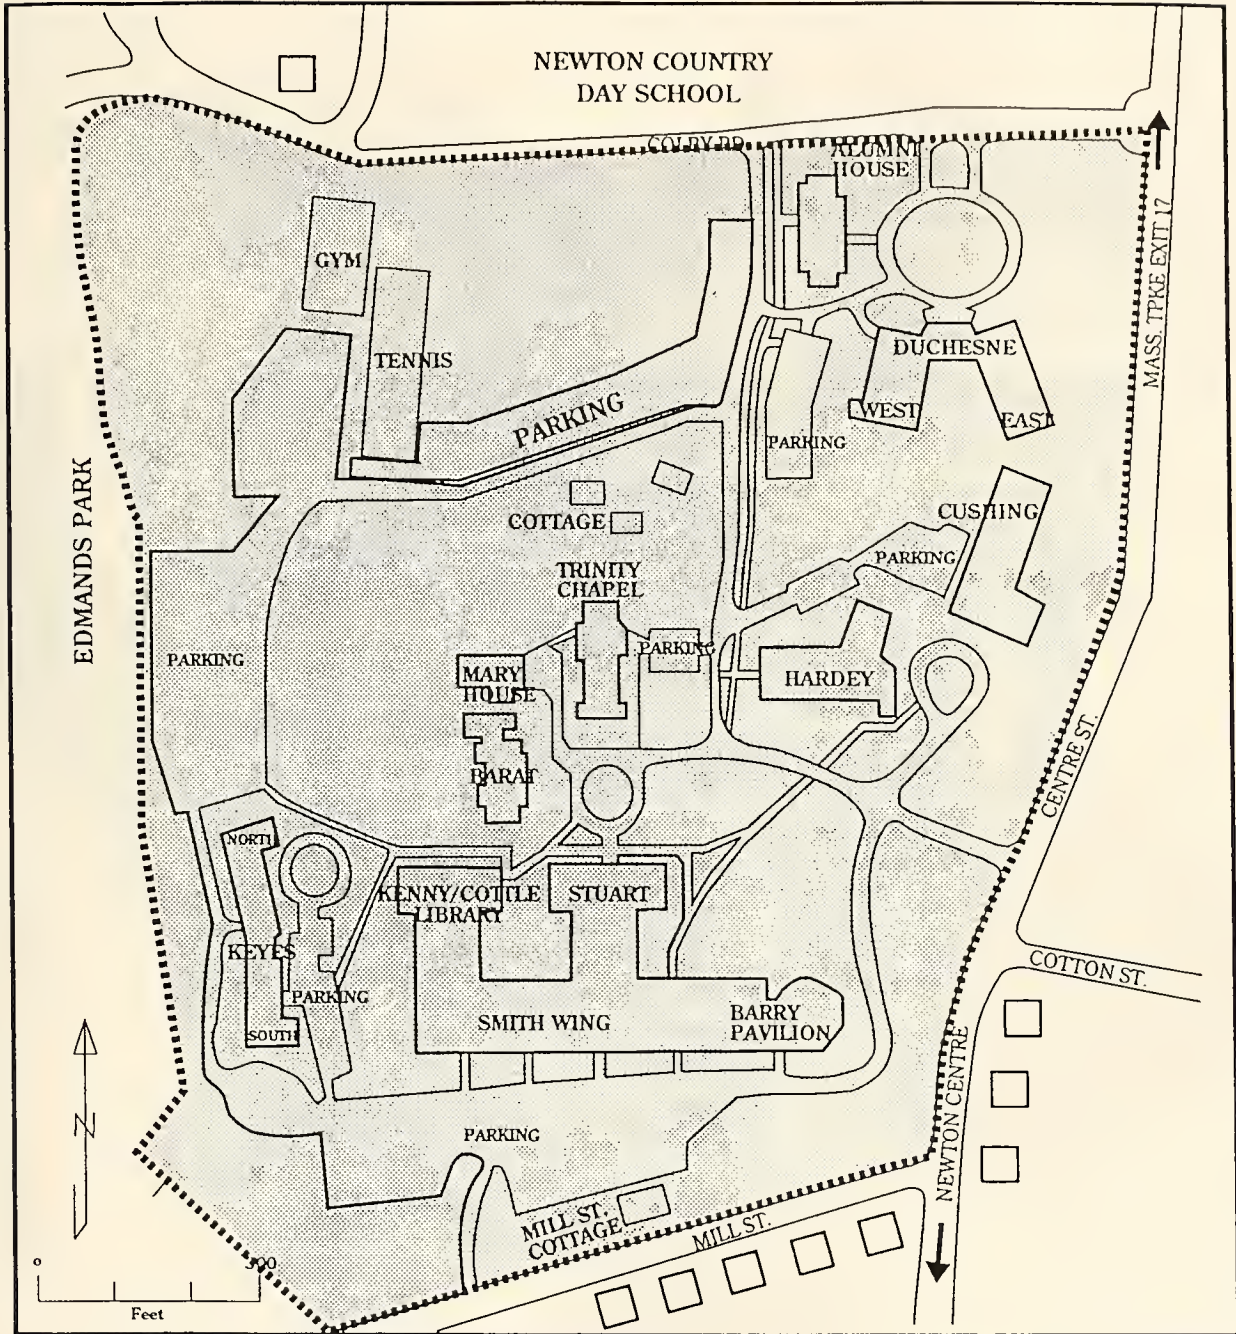 NEWTON COUNTRY
DAY SCHOOL
COLBY RD.
ALUMNI
HOUSE
MASS. TPKE EXIT 17
GYM
TENNIS
DUCHESNE
PARKING
WEST
EAST
PARKING
EDMANDS PARK
CUSHING
COTTAGE
PARKING
TRINITY
CHAPEL
PARKING
PARKING
MARY
HOUSE
HARDEY
CENTRE ST.
BARAT
NORTH
KENNY/COTTLE
LIBRARY
STUART
KEYES
COTTON ST.
PARKING
SMITH WING
BARRY
PAVILION
SOUTH
NEWTON CENTRE
N
PARKING
MILL ST.
COTTAGE
MILL ST.
0
300
Feet